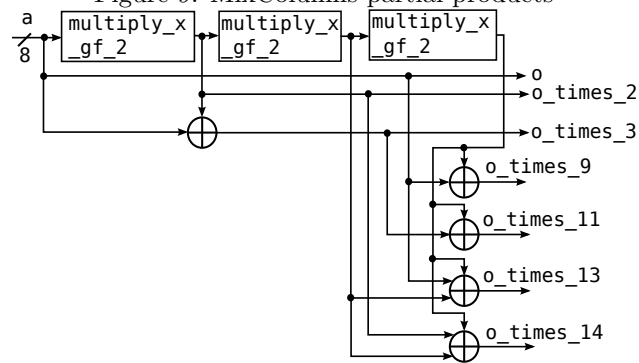 Figure 9: MixColumns partial products
a
8
multiply_x
_gf_2
multiply_x
_gf_2
multiply_x
_gf_2
o
o_times_2
o_times_3
o_times_9
o_times_11
o_times_13
o_times_14